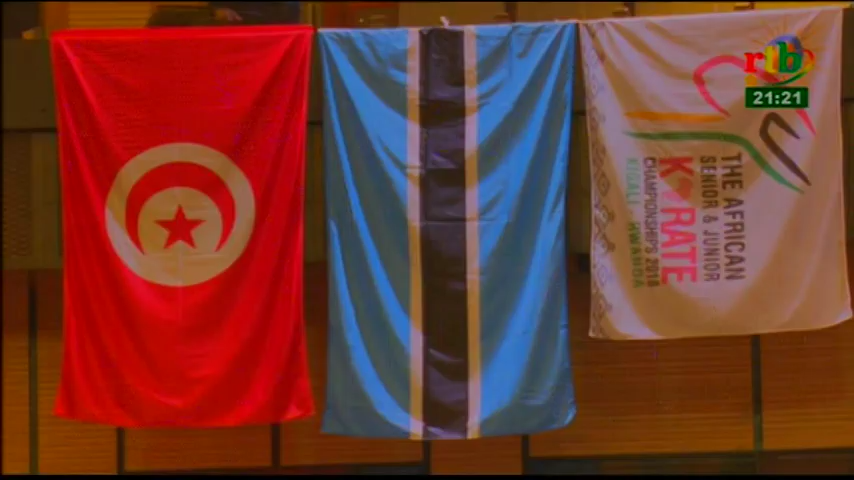 rtb
21:21
THE AFRICAN
SENIOR & JUNIOR
KARATE
CHAMPIONSHIPS 2018
KIGALI - RWANDA